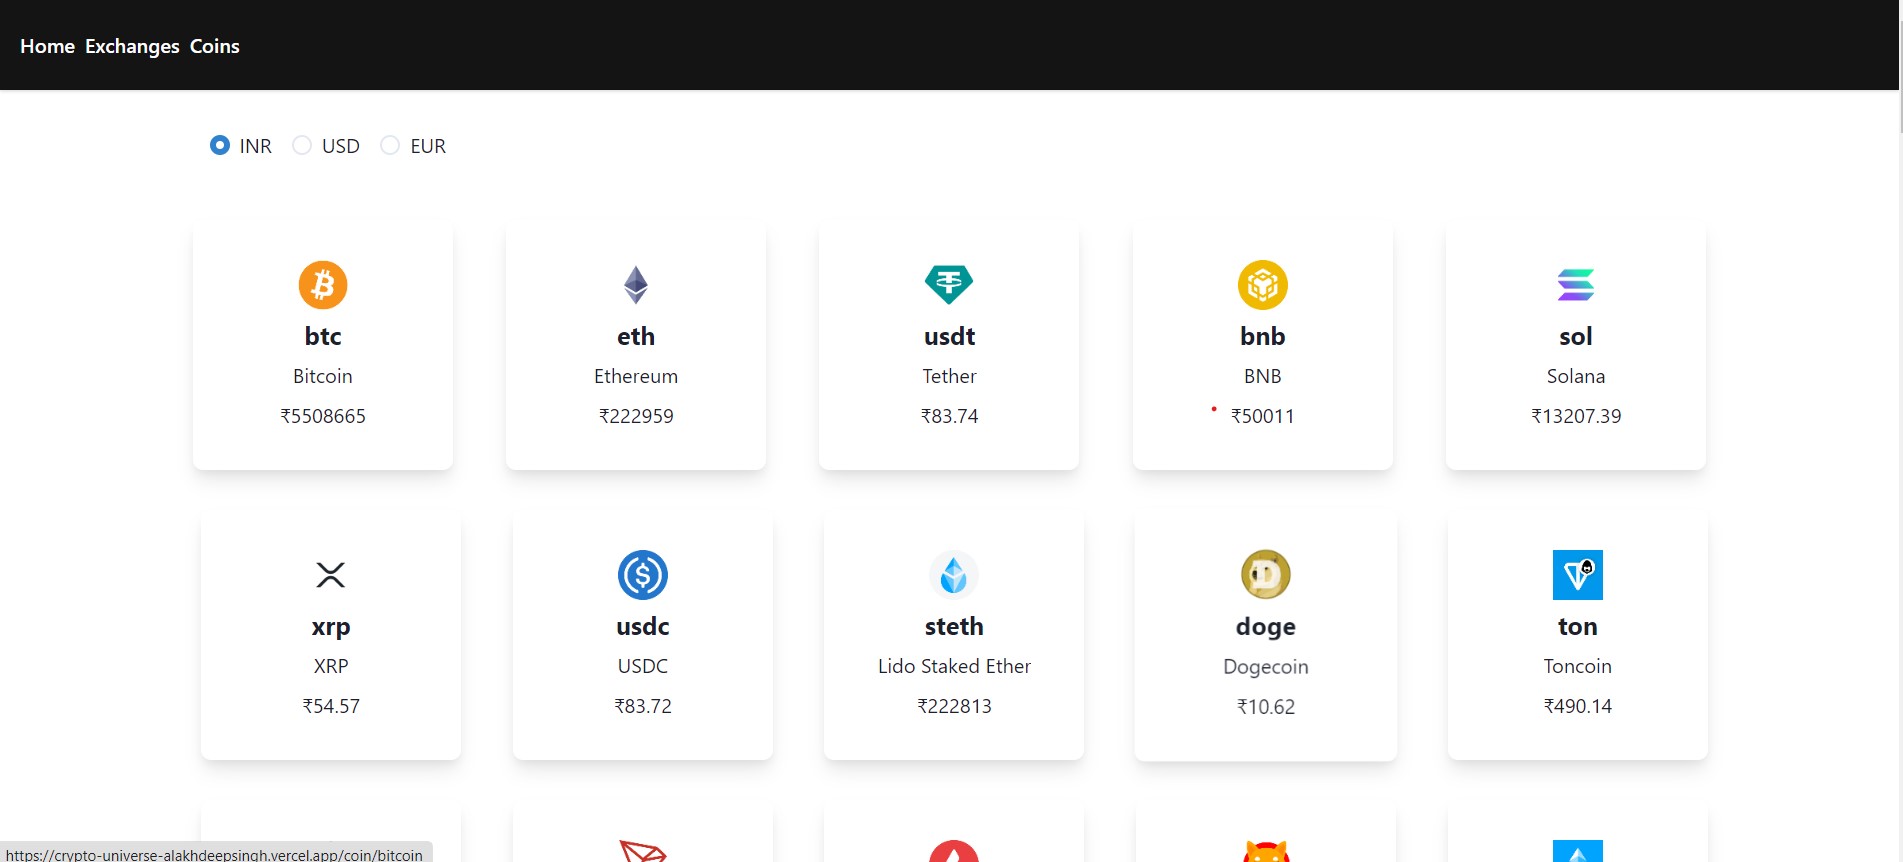 Home Exchanges Coins
INR USD EUR
btc
Bitcoin
₹5508665
eth
Ethereum
₹222959
usdt
Tether
₹83.74
bnb
BNB
₹50011
sol
Solana
₹13207.39
xrp
XRP
₹54.57
usdc
USDC
₹83.72
steth
Lido Staked Ether
₹222813
doge
Dogecoin
₹10.62
ton
Toncoin
₹490.14
https://crypto-universe-alakhdeepsingh.vercel.app/coin/bitcoin